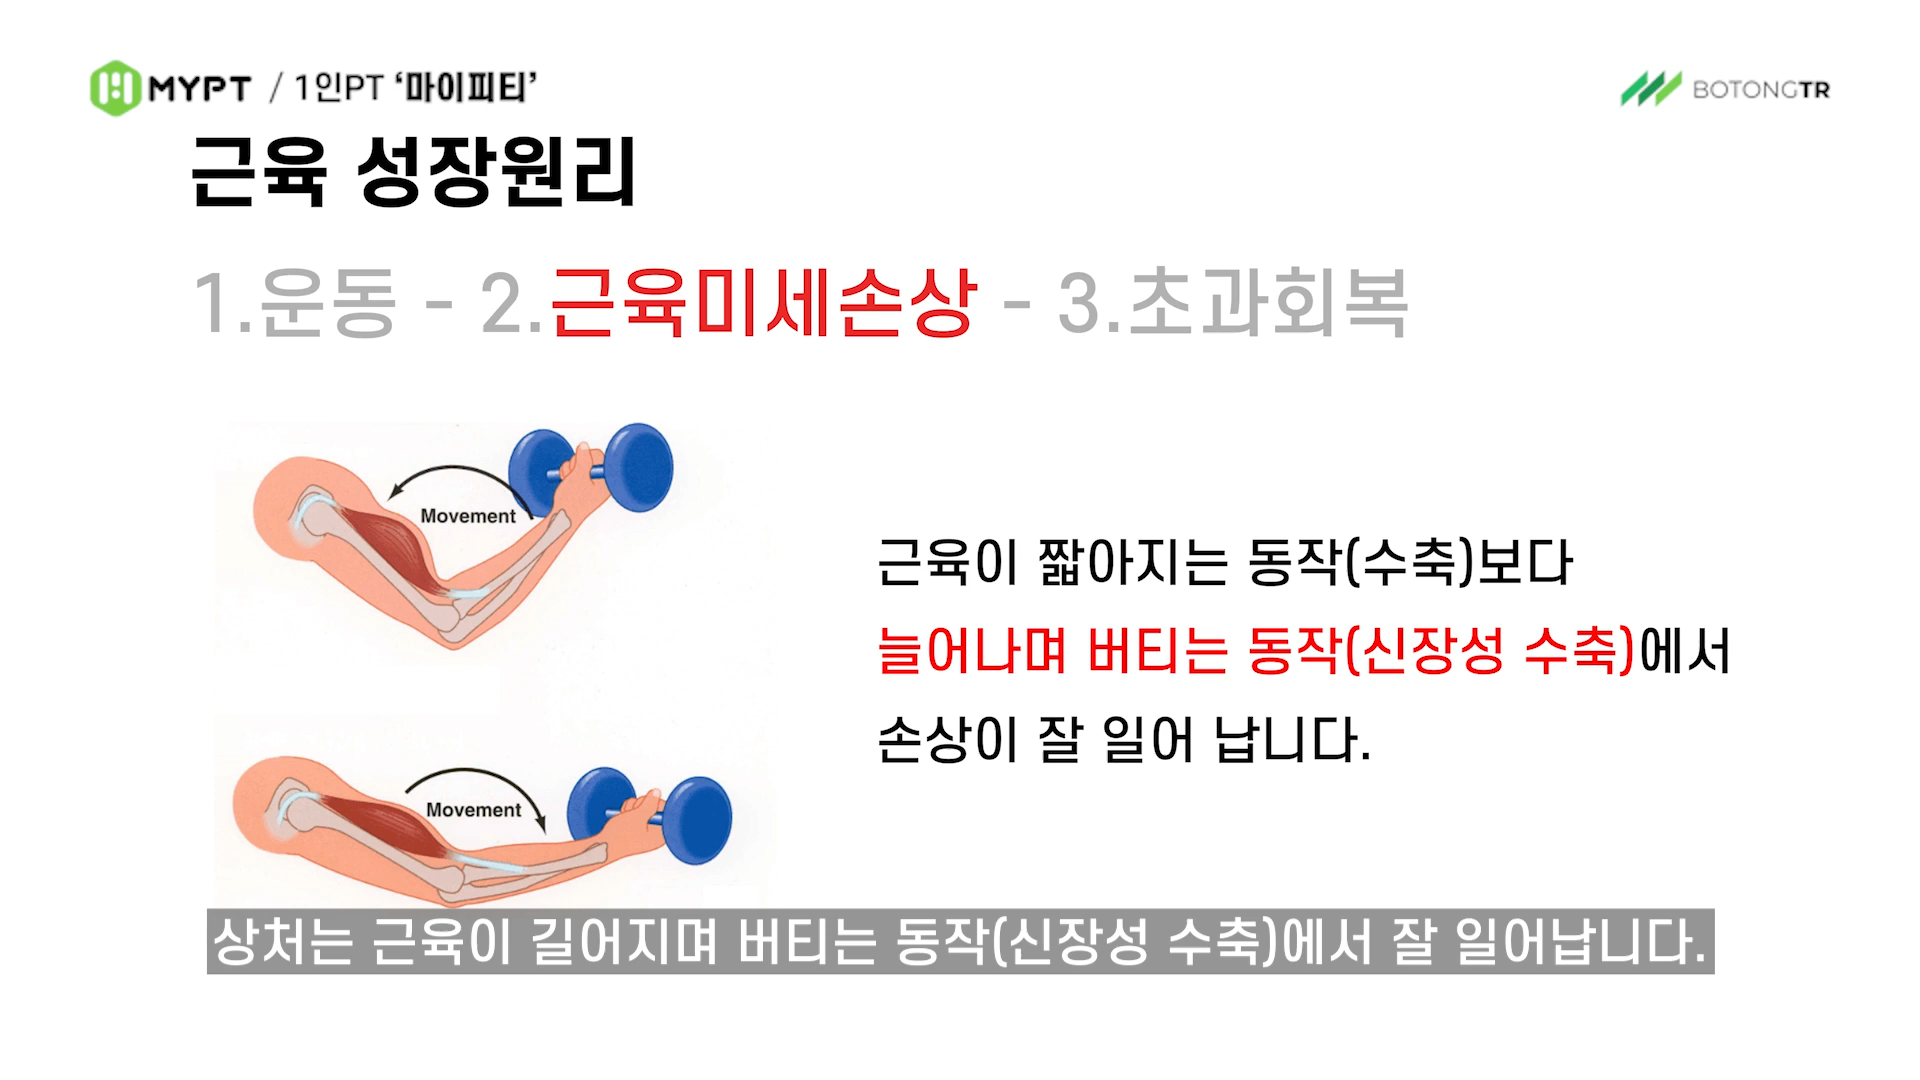 MYPT / 1인PT ‘마이피티’
BOTONGTR
근육 성장원리
1.운동 - 2.근육미세손상 - 3.초과회복
Movement
근육이 짧아지는 동작(수축)보다
늘어나며 버티는 동작(신장성 수축)에서
손상이 잘 일어 납니다.
Movement
상처는 근육이 길어지며 버티는 동작(신장성 수축)에서 잘 일어납니다.